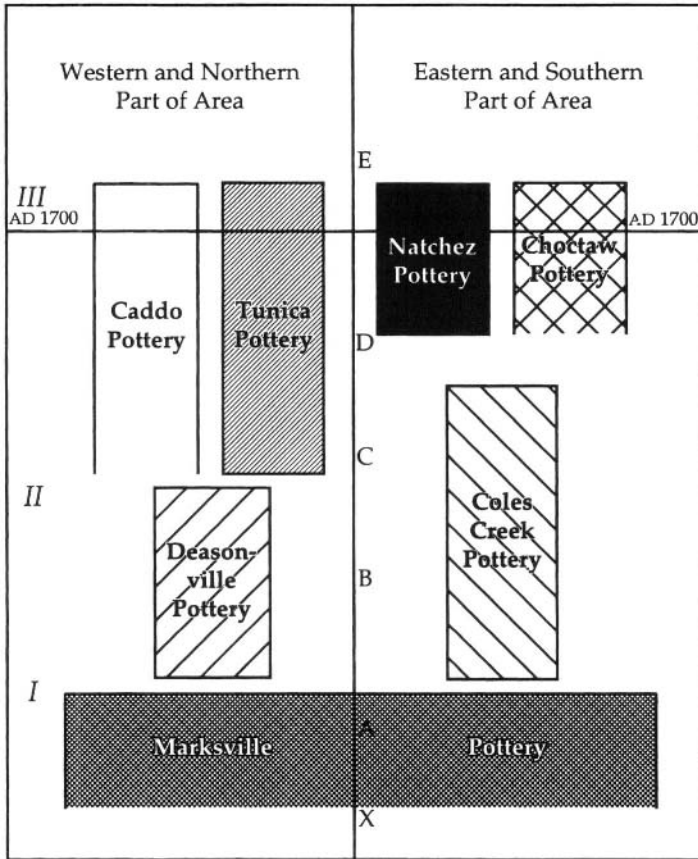 Western and Northern
Part of Area
Eastern and Southern
Part of Area
E
III
AD 1700
AD 1700
Natchez
Pottery
Choctaw
Pottery
Caddo
Pottery
Tunica
Pottery
D
C
II
Coles
Creek
Pottery
Deason-
ville
Pottery
B
I
A
Marksville
Pottery
X